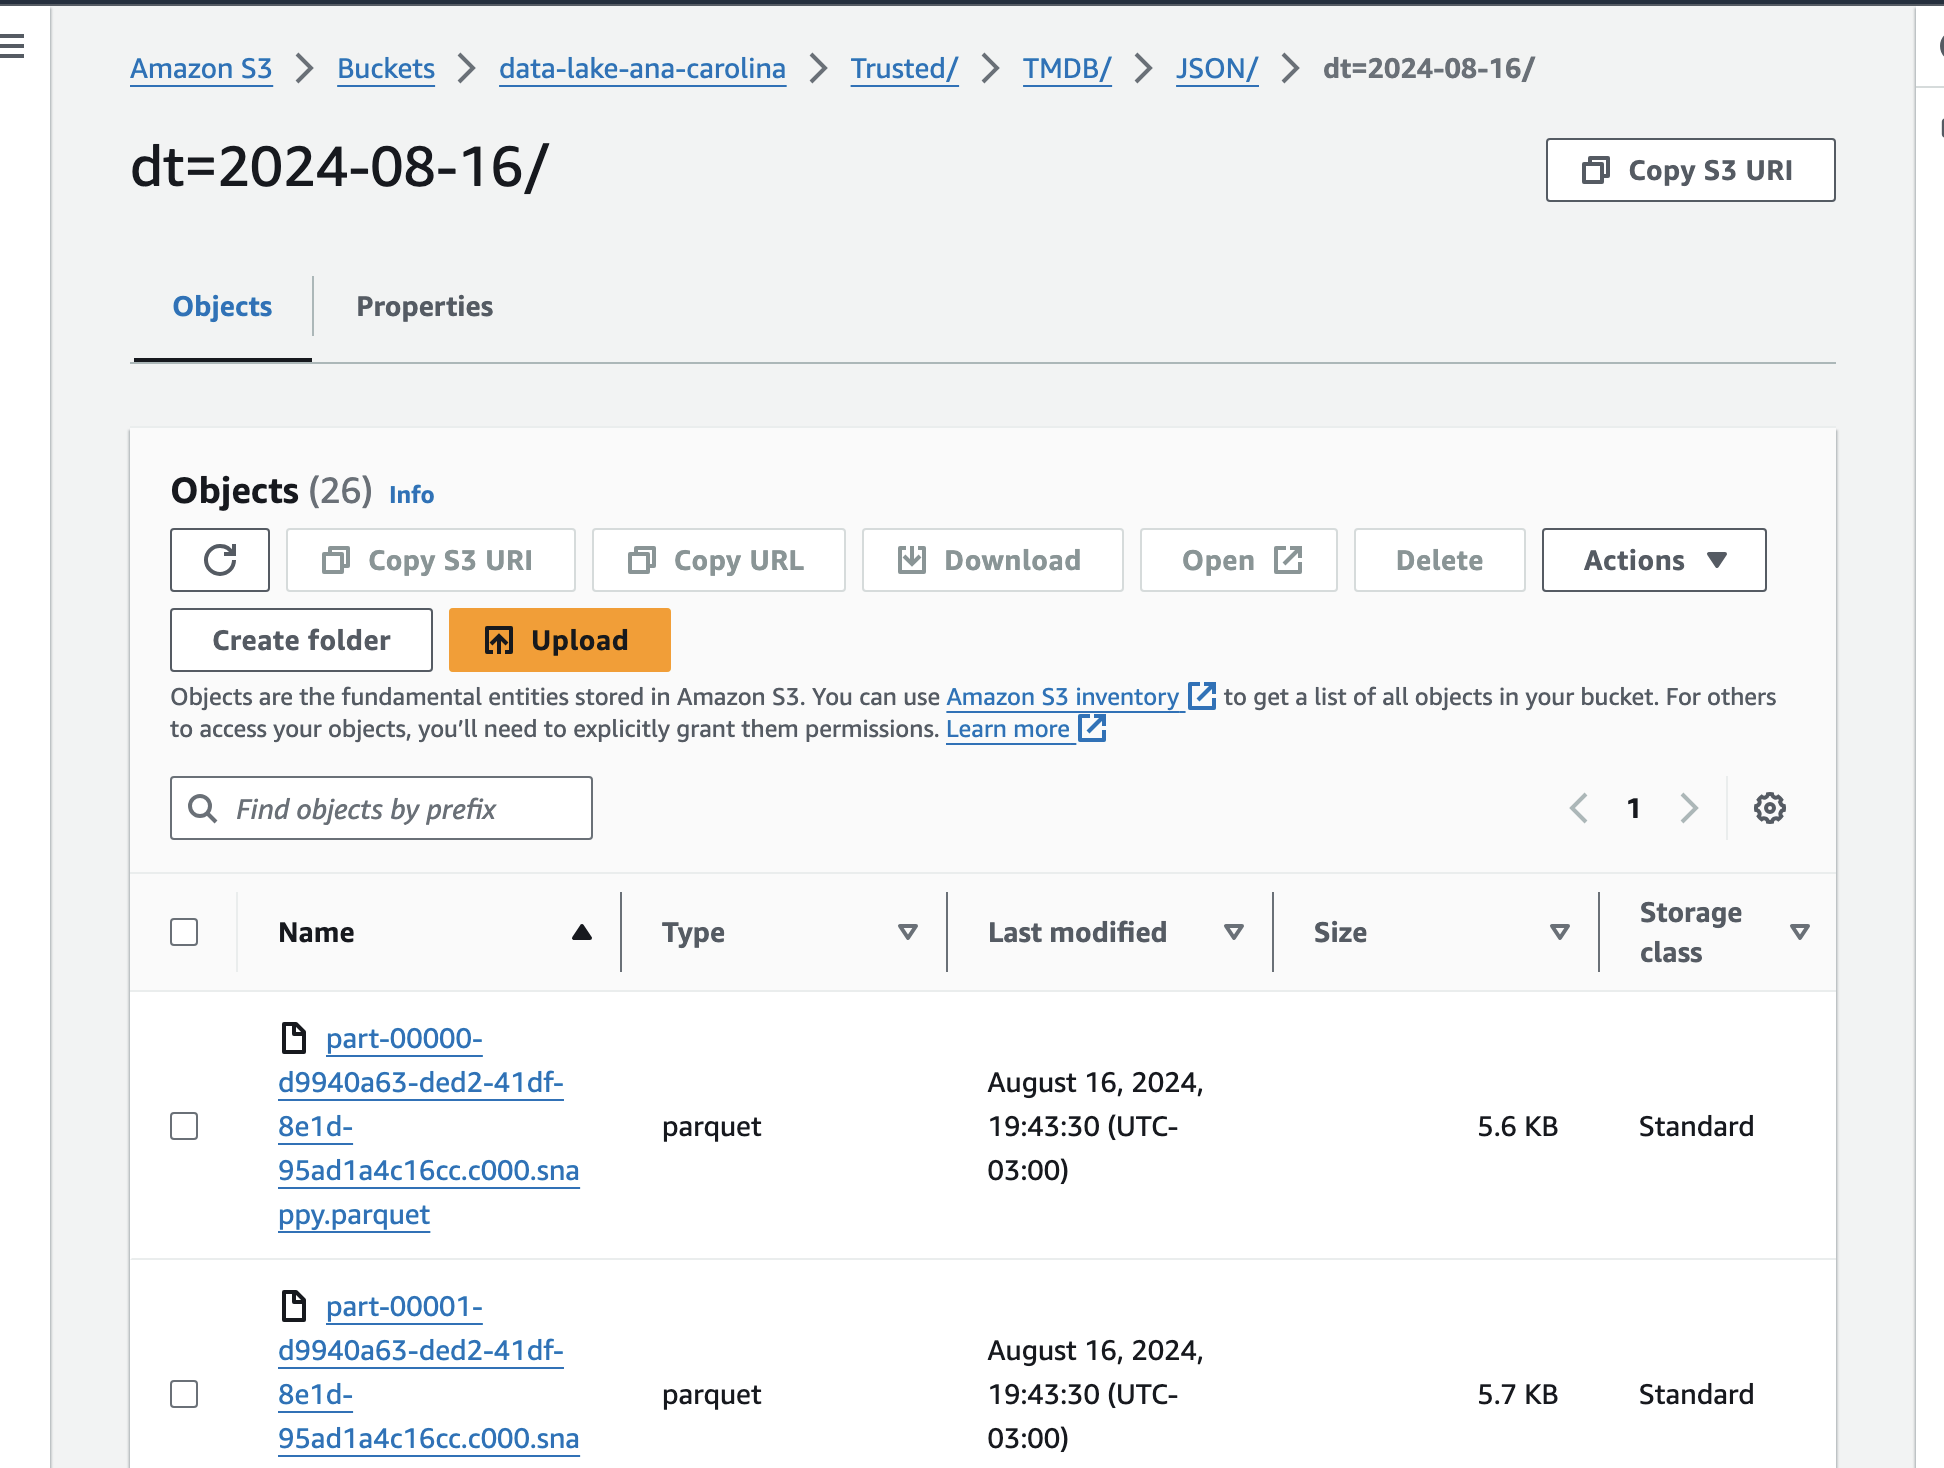 Amazon S3 > Buckets > data-lake-ana-carolina > Trusted/ > TMDB/ > JSON/ > dt=2024-08-16/
dt=2024-08-16/
Copy S3 URI
Objects
Properties
Objects (26) Info
Copy S3 URI
Copy URL
Download
Open
Delete
Actions
Create folder
Upload
Objects are the fundamental entities stored in Amazon S3. You can use Amazon S3 inventory to get a list of all objects in your bucket. For others
to access your objects, you’ll need to explicitly grant them permissions. Learn more
Find objects by prefix
1
Name
Type
Last modified
Size
Storage
class
part-00000-
d9940a63-ded2-41df-
8e1d-
95ad1a4c16cc.c000.sna
ppy.parquet
parquet
August 16, 2024,
19:43:30 (UTC-
03:00)
5.6 KB
Standard
part-00001-
d9940a63-ded2-41df-
8e1d-
95ad1a4c16cc.c000.sna
parquet
August 16, 2024,
19:43:30 (UTC-
03:00)
5.7 KB
Standard